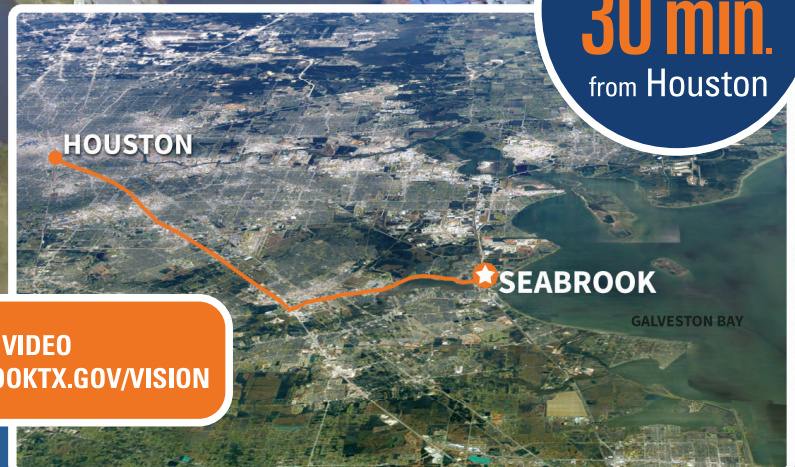 30 min.
from Houston
HOUSTON
SEABROOK
GALVESTON BAY
VIDEO
OOKTX.GOV/VISION